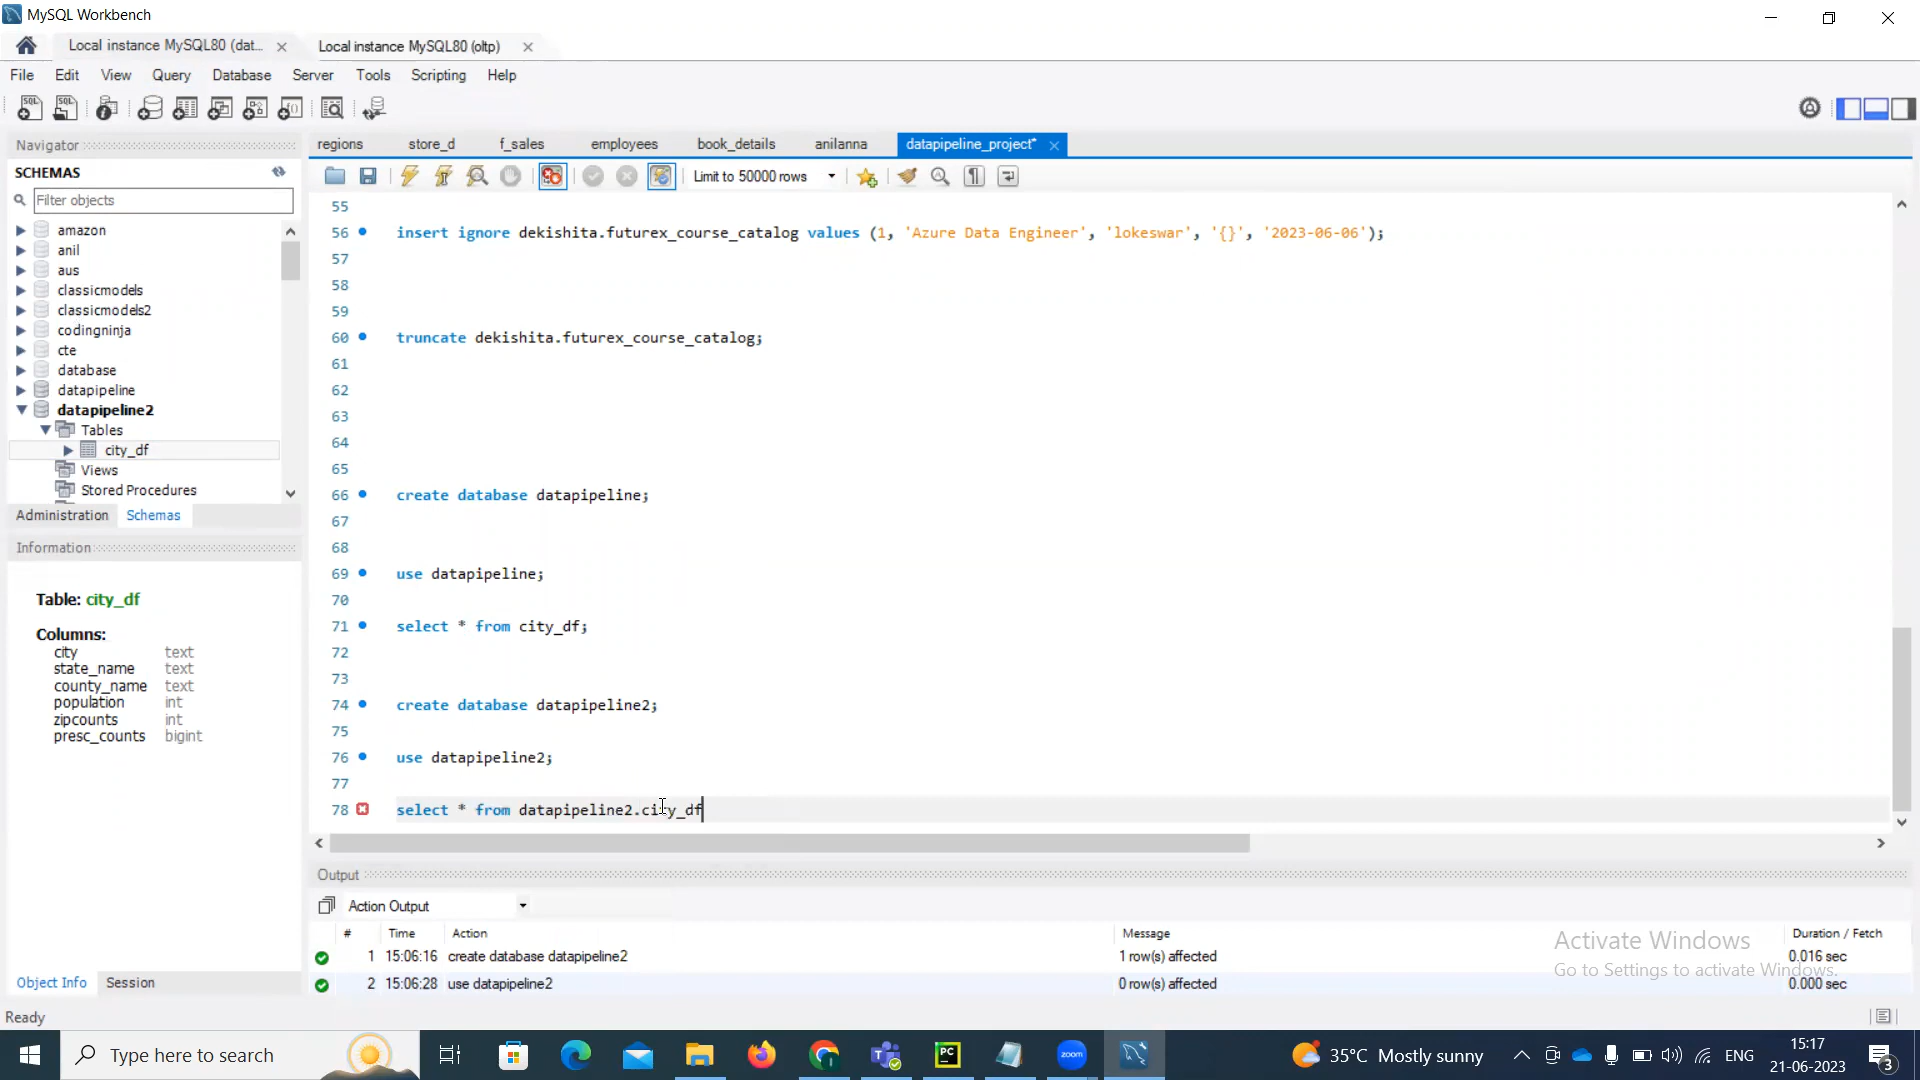 MySQL Workbench
Local instance MySQL80 (dat...
Local instance MySQL80 (oltp)
File Edit View Query Database Server Tools Scripting Help
Navigator
SCHEMAS
Filter objects
amazon
anil
aus
classicmodels
classicmodels2
codingninja
cte
database
datapipeline
datapipeline2
Tables
city_df
Views
Stored Procedures
Administration Schemas
Information
Table: city_df
Columns:
city text
state_name text
county_name text
population int
zipcounts int
presc_counts bigint
Object Info Session
regions store_d f_sales employees book_details anilanna datapipeline_project*
Limit to 50000 rows
55
56 insert ignore dekishita.futurex_course_catalog values (1, 'Azure Data Engineer', 'lokeswar', '{}', '2023-06-06');
57
58
59
60 truncate dekishita.futurex_course_catalog;
61
62
63
64
65
66 create database datapipeline;
67
68
69 use datapipeline;
70
71 select * from city_df;
72
73
74 create database datapipeline2;
75
76 use datapipeline2;
77
78 select * from datapipeline2.city_df
Output
Action Output
# Time Action Message Duration / Fetch
1 15:06:16 create database datapipeline2 1 row(s) affected 0.016 sec
2 15:06:28 use datapipeline2 0 row(s) affected 0.000 sec
Activate Windows
Go to Settings to activate Windows.
Ready
Type here to search
PC
zoom
35°C Mostly sunny
ENG
15:17
21-06-2023
3